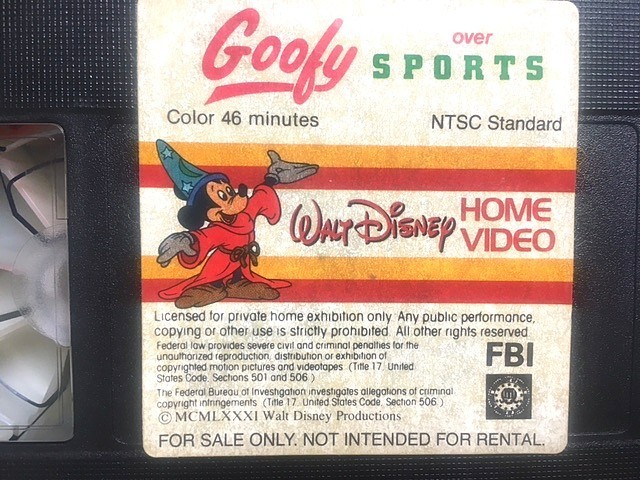 Goofy over SPORTS
Color 46 minutes NTSC Standard
WALT DISNEY HOME VIDEO
Licensed for private home exhibition only. Any public performance,
copying or other use is strictly prohibited. All other rights reserved.
Federal law provides severe civil and criminal penalties for the
unauthorized reproduction, distribution or exhibition of
copyrighted motion pictures and videotapes. (Title 17, United
States Code, Sections 501 and 506.)
FBI
The Federal Bureau of Investigation investigates allegations of criminal
copyright infringements. (Title 17, United States Code, Section 506.)
© MCMLXXXI Walt Disney Productions
FOR SALE ONLY. NOT INTENDED FOR RENTAL.